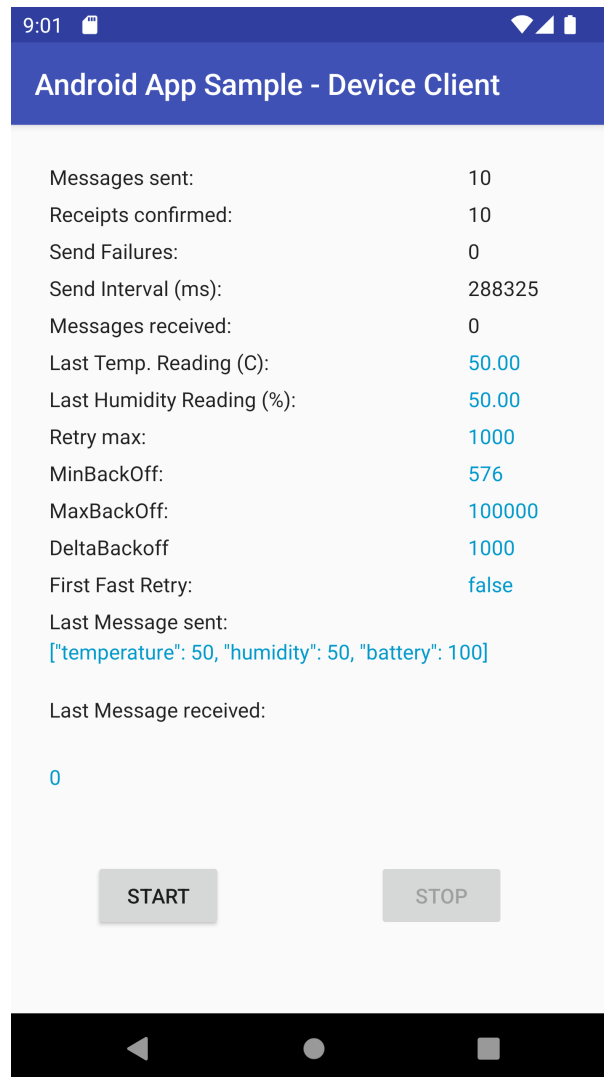 9:01
Android App Sample - Device Client
Messages sent: 10
Receipts confirmed: 10
Send Failures: 0
Send Interval (ms): 288325
Messages received: 0
Last Temp. Reading (C): 50.00
Last Humidity Reading (%): 50.00
Retry max: 1000
MinBackOff: 576
MaxBackOff: 100000
DeltaBackoff 1000
First Fast Retry: false
Last Message sent:
["temperature": 50, "humidity": 50, "battery": 100]
Last Message received:
0
START STOP